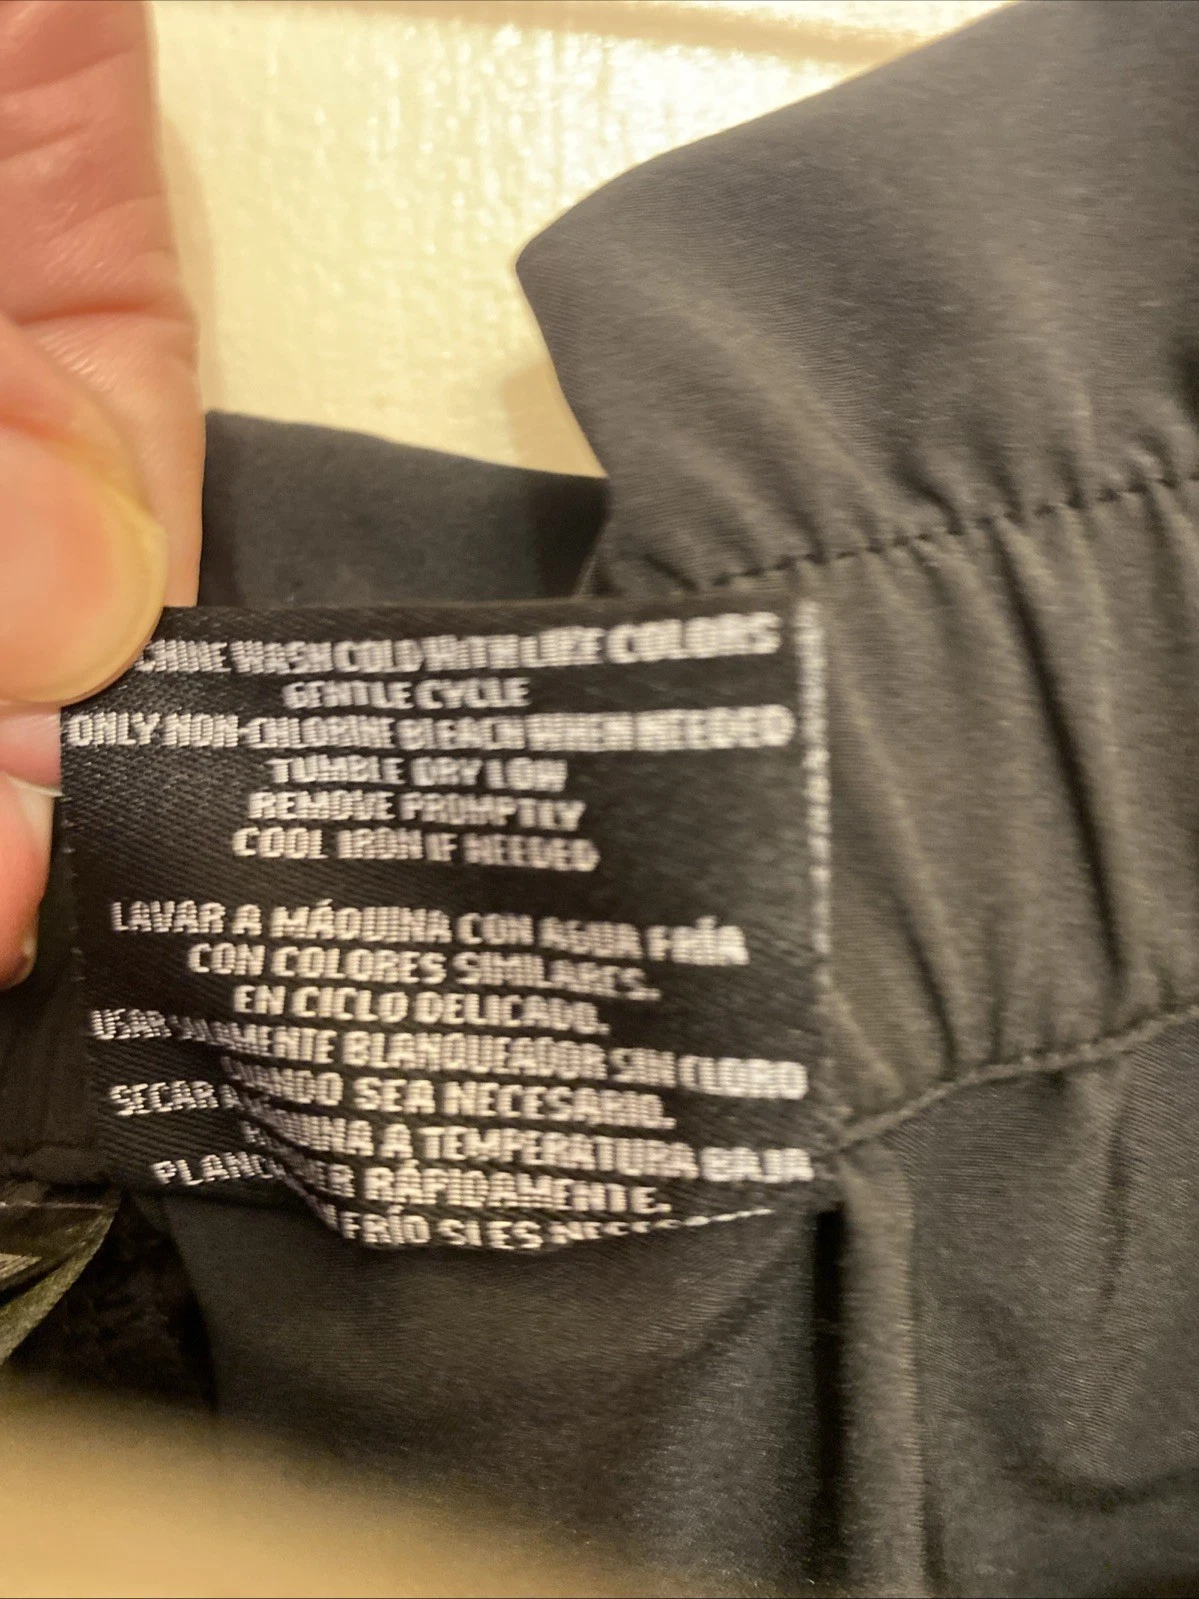 CHINE WASH COLD WITH LIKE COLORS
GENTLE CYCLE
ONLY NON-CHLORINE BLEACH WHEN NEEDED
TUMBLE DRY LOW
REMOVE PROMPTLY
COOL IRON IF NEEDED
LAVAR A MÁQUINA CON AGUA FRÍA
CON COLORES SIMILARES.
EN CICLO DELICADO.
USAR BLANQUEADOR SIN CLORO
SEA NECESARIO.
SECAR A TEMPERATURA BAJA
RÁPIDAMENTE.
FRÍO SI ES